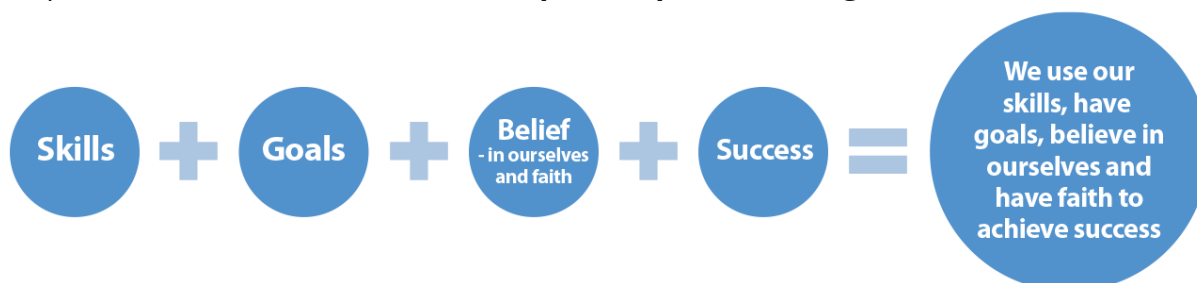 Skills
Goals
Belief
- in ourselves
and faith
Success
We use our
skills, have
goals, believe in
ourselves and
have faith to
achieve success